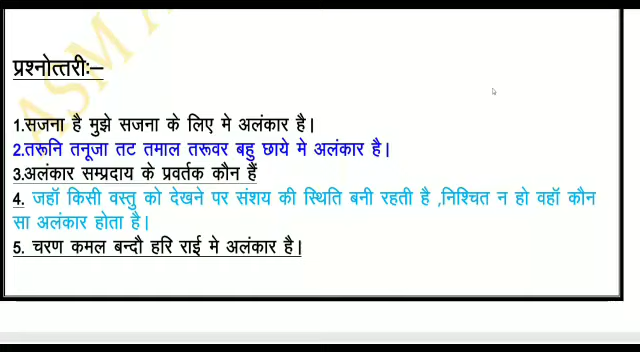 ASM A
प्रश्नोत्तरीः–
1.सजना है मुझे सजना के लिए मे अलंकार है।
2.तरूनि तनूजा तट तमाल तरूवर बहु छाये मे अलंकार है।
3.अलंकार सम्प्रदाय के प्रवर्तक कौन हैं
4. जहॉ किसी वस्तु को देखने पर संशय की स्थिति बनी रहती है ,निश्चित न हो वहॉ कौन
सा अलंकार होता है।
5. चरण कमल बन्दौ हरि राई मे अलंकार है।